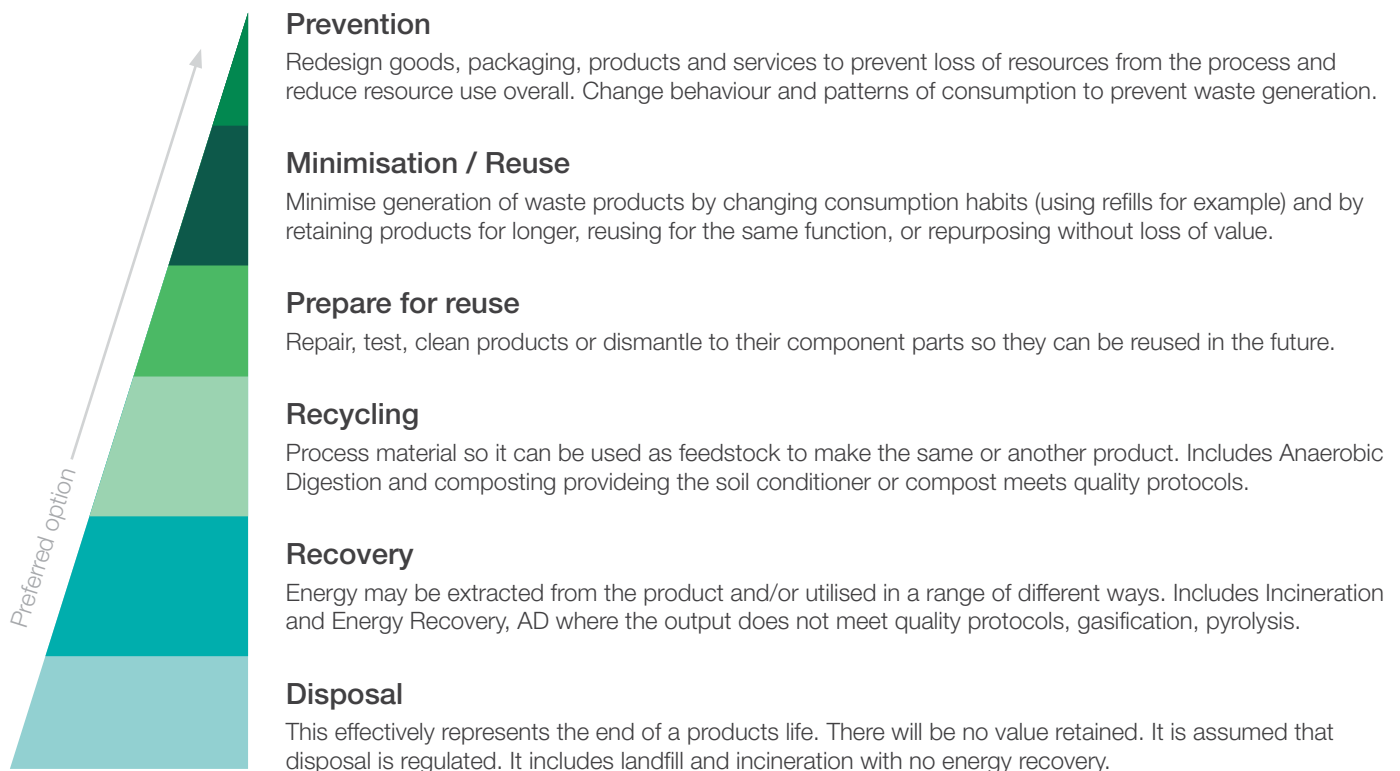 Prevention
Redesign goods, packaging, products and services to prevent loss of resources from the process and
reduce resource use overall. Change behaviour and patterns of consumption to prevent waste generation.
Minimisation / Reuse
Minimise generation of waste products by changing consumption habits (using refills for example) and by
retaining products for longer, reusing for the same function, or repurposing without loss of value.
Prepare for reuse
Repair, test, clean products or dismantle to their component parts so they can be reused in the future.
Recycling
Process material so it can be used as feedstock to make the same or another product. Includes Anaerobic
Digestion and composting provideing the soil conditioner or compost meets quality protocols.
Recovery
Energy may be extracted from the product and/or utilised in a range of different ways. Includes Incineration
and Energy Recovery, AD where the output does not meet quality protocols, gasification, pyrolysis.
Disposal
This effectively represents the end of a products life. There will be no value retained. It is assumed that
disposal is regulated. It includes landfill and incineration with no energy recovery.
Preferred option